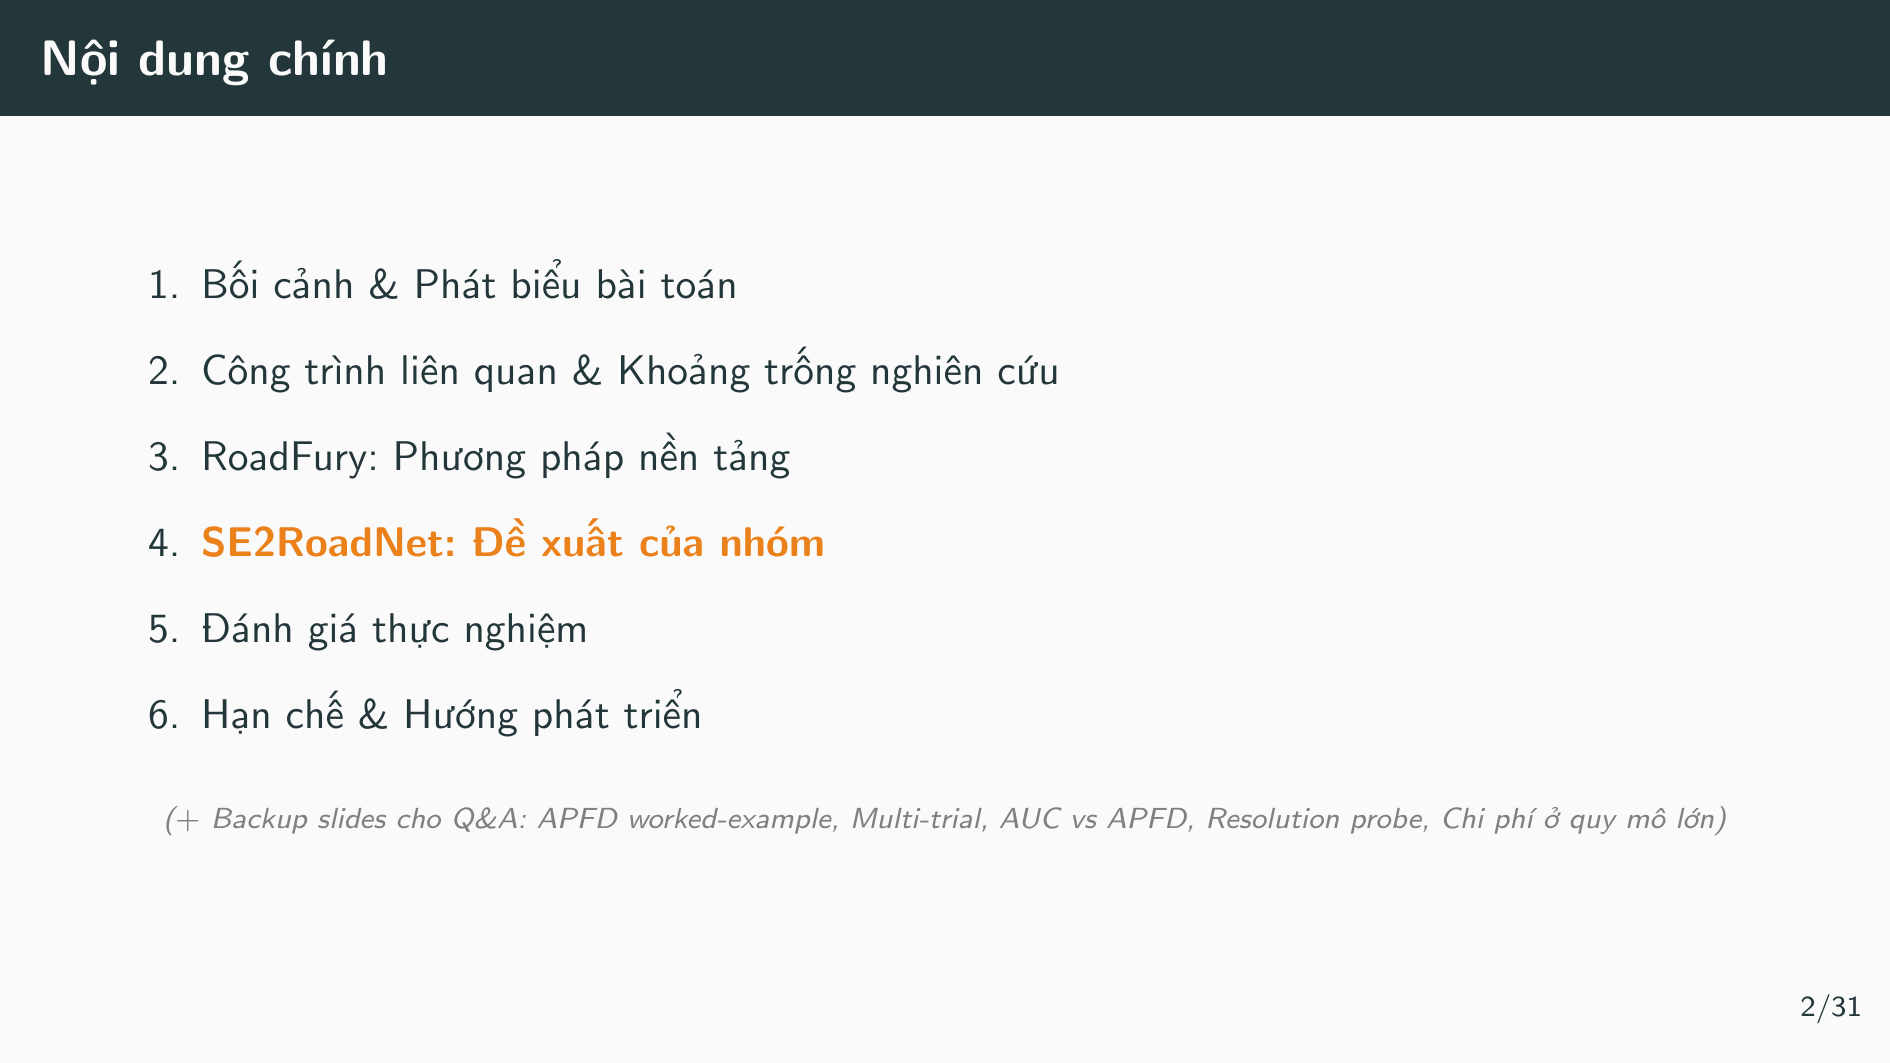 Nội dung chính
1. Bối cảnh & Phát biểu bài toán
2. Công trình liên quan & Khoảng trống nghiên cứu
3. RoadFury: Phương pháp nền tảng
4. SE2RoadNet: Đề xuất của nhóm
5. Đánh giá thực nghiệm
6. Hạn chế & Hướng phát triển
(+ Backup slides cho Q&A: APFD worked-example, Multi-trial, AUC vs APFD, Resolution probe, Chi phí ở quy mô lớn)
2/31